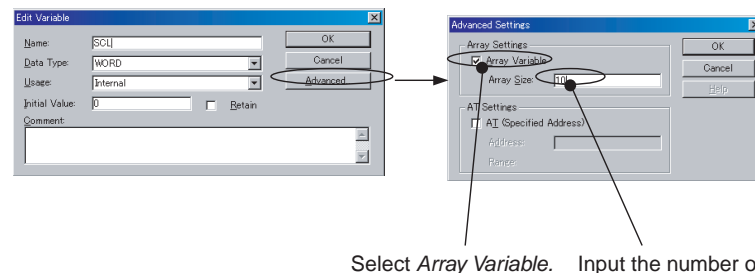 Edit Variable
Name: SCL
Data Type: WORD
Usage: Internal
Initial Value: 0 Retain
Comment:
OK
Cancel
Advanced...
Advanced Settings
Array Settings
Array Variable
Array Size: 10
AT Settings
AT (Specified Address)
Address:
Range:
OK
Cancel
Help
Select Array Variable. Input the number o